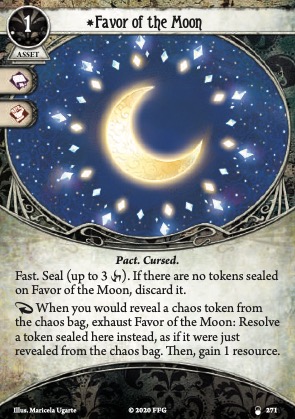 1
*Favor of the Moon
ASSET
Pact. Cursed.
Fast. Seal (up to 3 ). If there are no tokens sealed
on Favor of the Moon, discard it.
When you would reveal a chaos token from
the chaos bag, exhaust Favor of the Moon: Resolve
a token sealed here instead, as if it were just
revealed from the chaos bag. Then, gain 1 resource.
Illus. Maricela Ugarte
© 2020 FFG
271